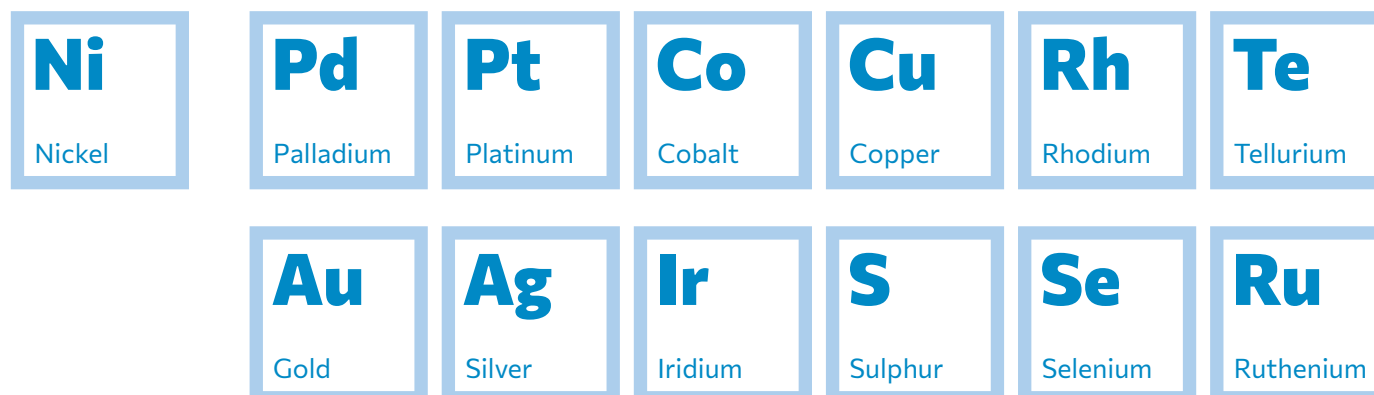 Ni Pd Pt Co Cu Rh Te
Nickel Palladium Platinum Cobalt Copper Rhodium Tellurium
Au Ag Ir S Se Ru
Gold Silver Iridium Sulphur Selenium Ruthenium